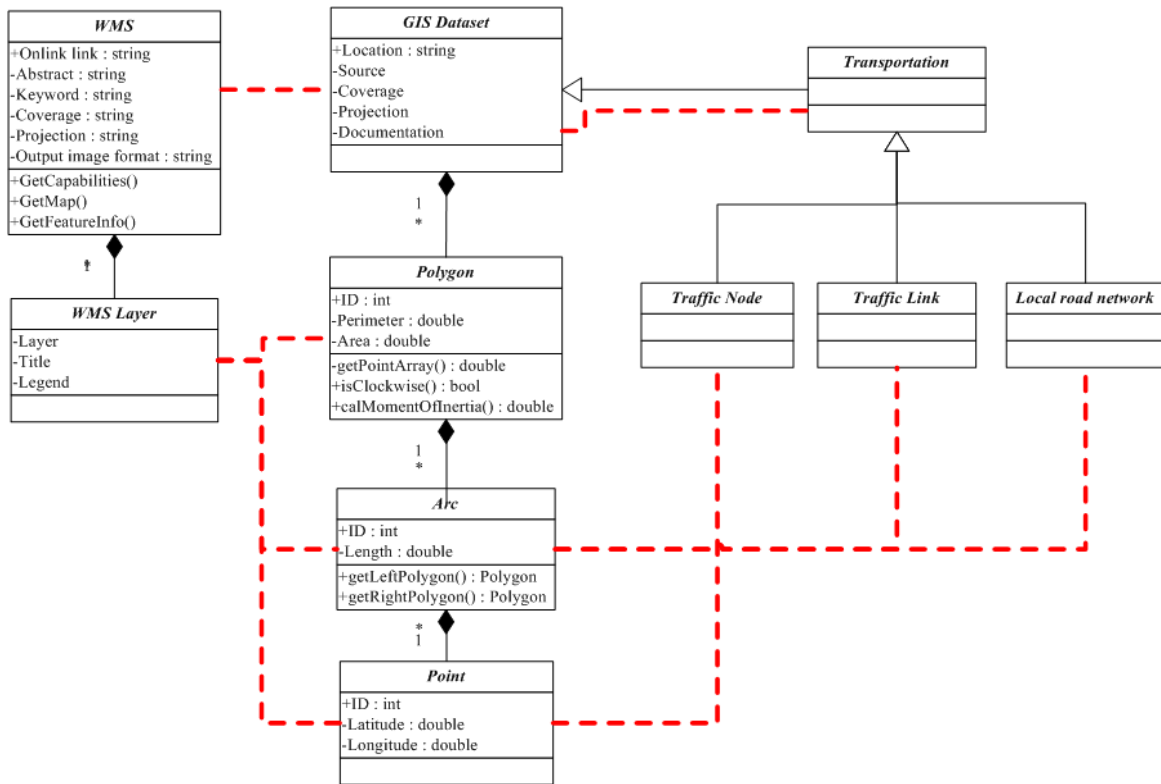 WMS
+Onlink link : string
-Abstract : string
-Keyword : string
-Coverage : string
-Projection : string
-Output image format : string
+GetCapabilities()
+GetMap()
+GetFeatureInfo()
WMS Layer
-Layer
-Title
-Legend
GIS Dataset
+Location : string
-Source
-Coverage
-Projection
-Documentation
1
*
Polygon
+ID : int
-Perimeter : double
-Area : double
-getPointArray() : double
+isClockwise() : bool
+calMomentOfInertia() : double
1
*
Arc
+ID : int
-Length : double
+getLeftPolygon() : Polygon
+getRightPolygon() : Polygon
*
1
Point
+ID : int
-Latitude : double
-Longitude : double
Transportation
Traffic Node
Traffic Link
Local road network